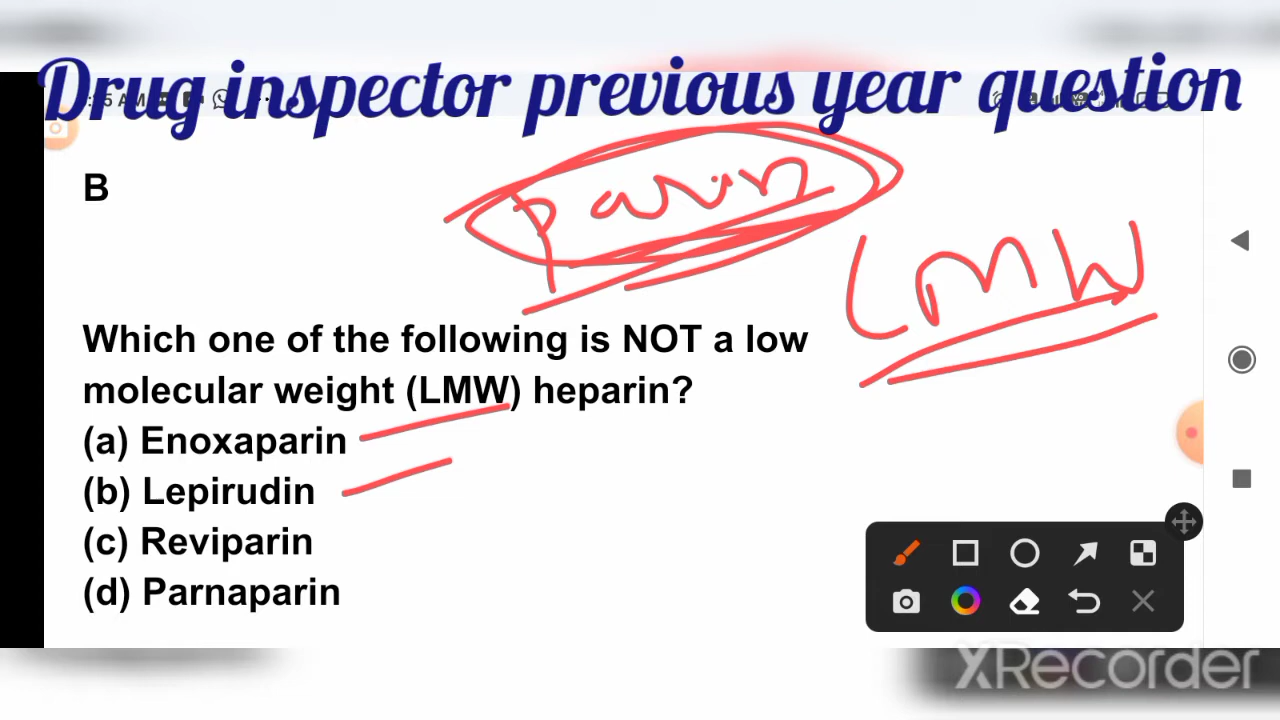 Drug inspector previous year question
B
parin
LMW
Which one of the following is NOT a low
molecular weight (LMW) heparin?
(a) Enoxaparin
(b) Lepirudin
(c) Reviparin
(d) Parnaparin
XRecorder